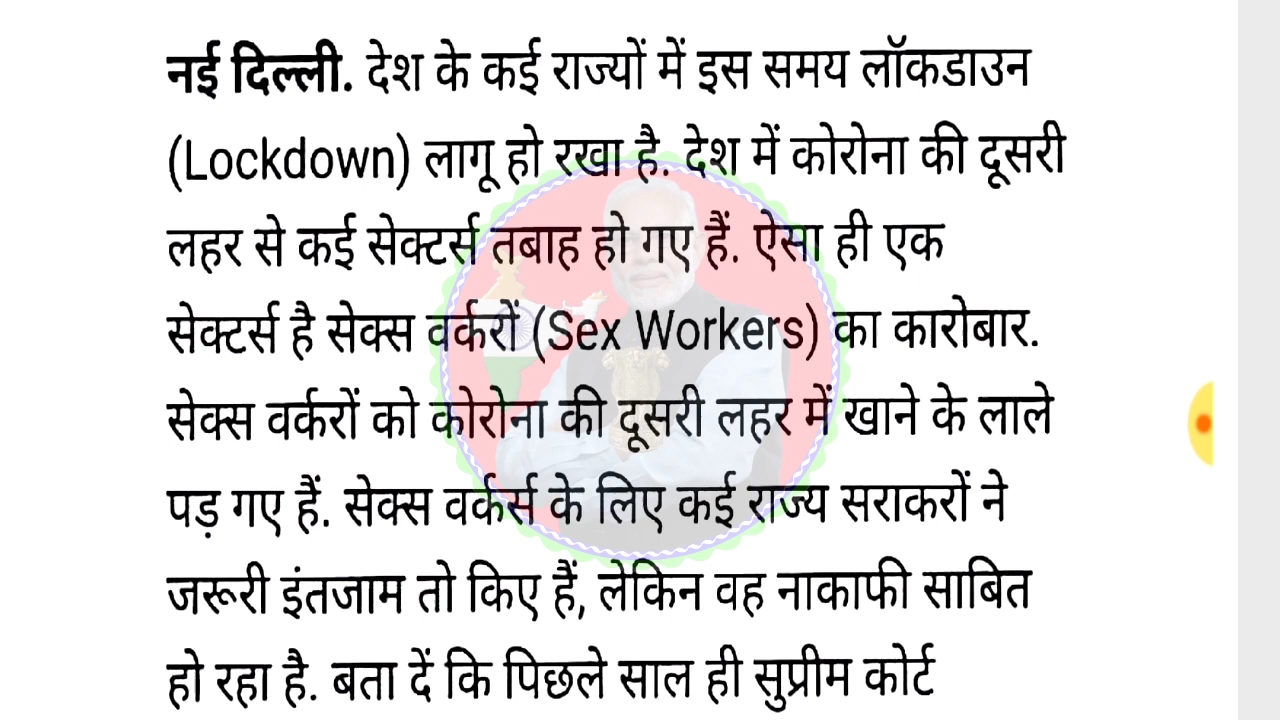 नई दिल्ली. देश के कई राज्यों में इस समय लॉकडाउन
(Lockdown) लागू हो रखा है. देश में कोरोना की दूसरी
लहर से कई सेक्टर्स तबाह हो गए हैं. ऐसा ही एक
सेक्टर्स है सेक्स वर्करों (Sex Workers) का कारोबार.
सेक्स वर्करों को कोरोना की दूसरी लहर में खाने के लाले
पड़ गए हैं. सेक्स वर्कर्स के लिए कई राज्य सराकरों ने
जरूरी इंतजाम तो किए हैं, लेकिन वह नाकाफी साबित
हो रहा है. बता दें कि पिछले साल ही सुप्रीम कोर्ट